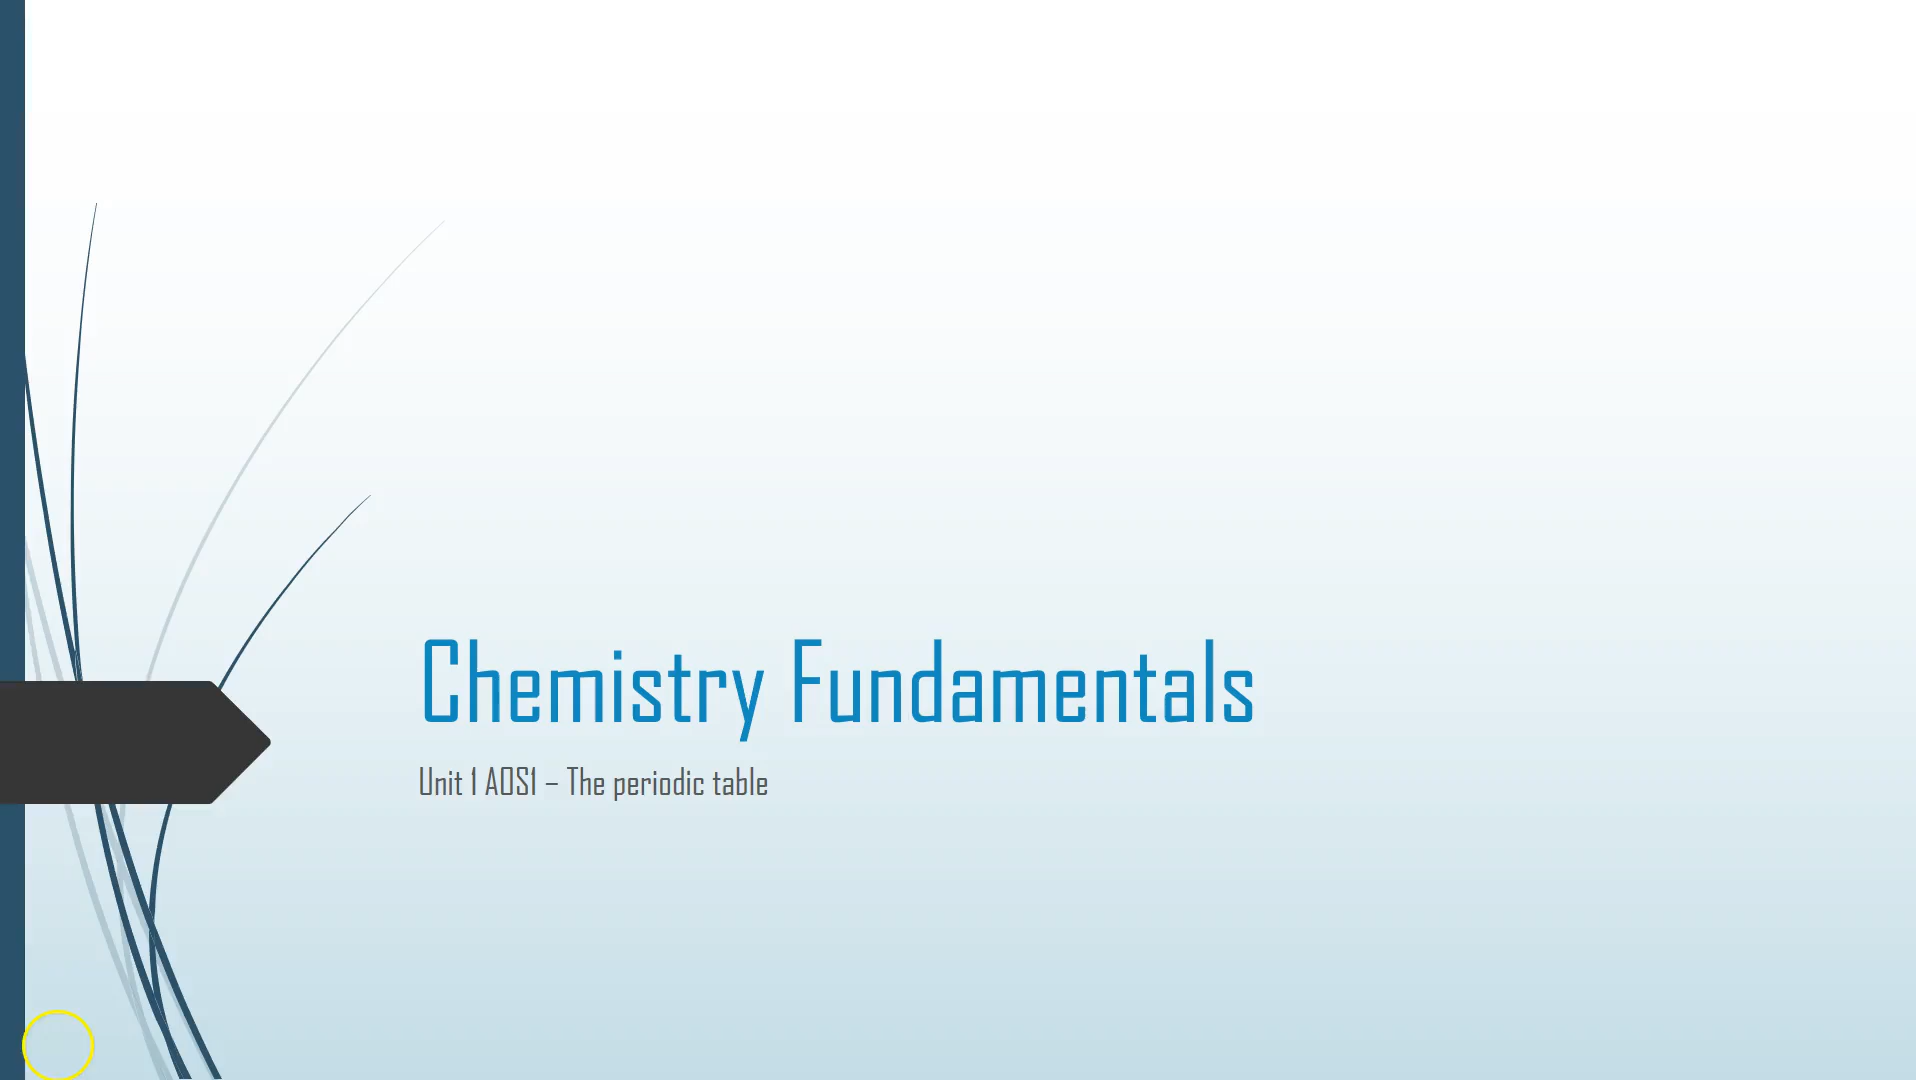 Chemistry Fundamentals
Unit 1 AOS1 – The periodic table